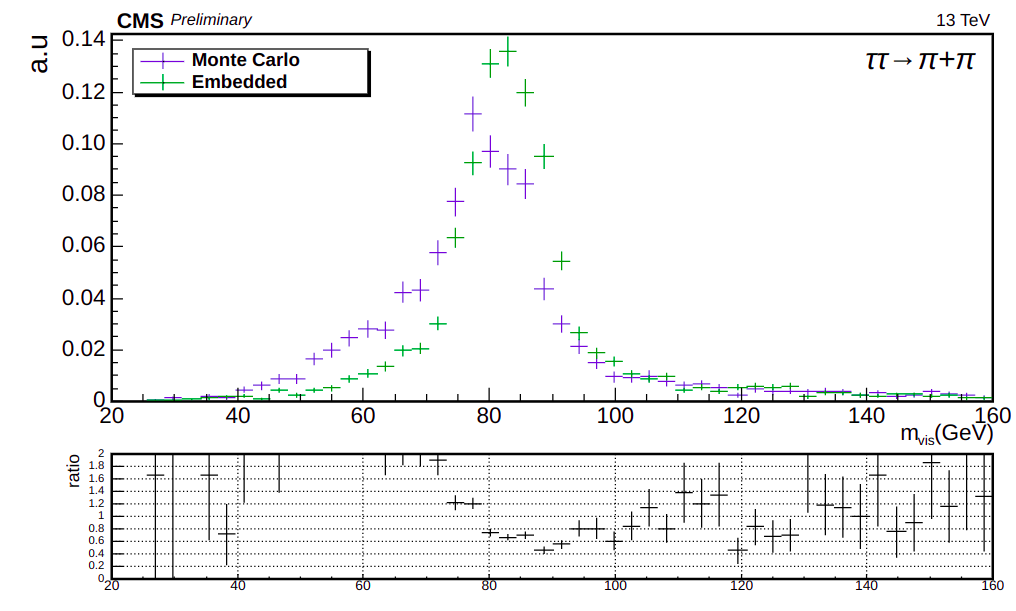 CMS Preliminary 13 TeV
a.u
0.14
0.12
0.10
0.08
0.06
0.04
0.02
0
Monte Carlo
Embedded
ττ→π+π
20 40 60 80 100 120 140 160
m_vis(GeV)
ratio
2
1.8
1.6
1.4
1.2
1
0.8
0.6
0.4
0.2
0
20 40 60 80 100 120 140 160